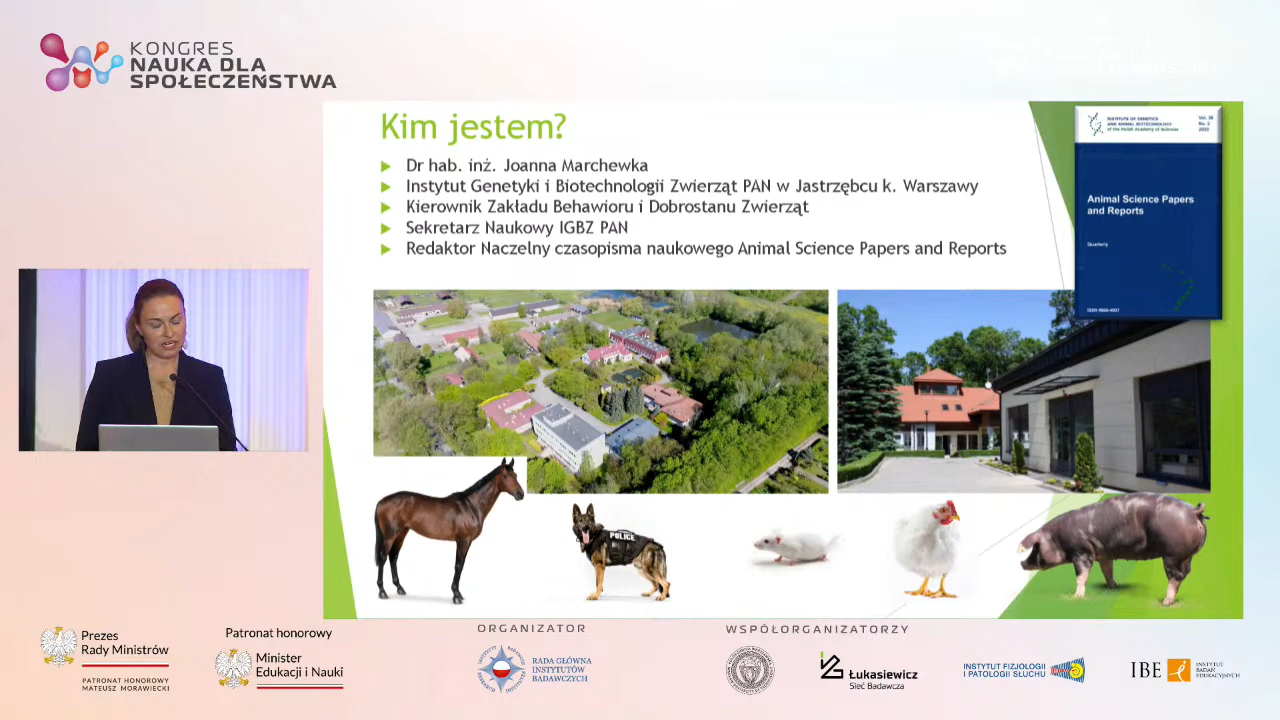 KONGRES
NAUKA DLA
SPOŁECZEŃSTWA
Kim jestem?
Dr hab. inż. Joanna Marchewka
Instytut Genetyki i Biotechnologii Zwierząt PAN w Jastrzębcu k. Warszawy
Kierownik Zakładu Behawioru i Dobrostanu Zwierząt
Sekretarz Naukowy IGBZ PAN
Redaktor Naczelny czasopisma naukowego Animal Science Papers and Reports
INSTITUTE OF GENETICS
AND ANIMAL BIOTECHNOLOGY
of the Polish Academy of Sciences
Animal Science Papers
and Reports
Quarterly
POLICE
Prezes
Rady Ministrów
PATRONAT HONOROWY
MATEUSZ MORAWIECKI
Patronat honorowy
Minister
Edukacji i Nauki
ORGANIZATOR
RADA GŁÓWNA
INSTYTUTÓW
BADAWCZYCH
WSPÓŁORGANIZATORZY
Łukasiewicz
Sieć Badawcza
INSTYTUT FIZJOLOGII
I PATOLOGII SŁUCHU
IBE
INSTYTUT
BADAŃ
EDUKACYJNYCH